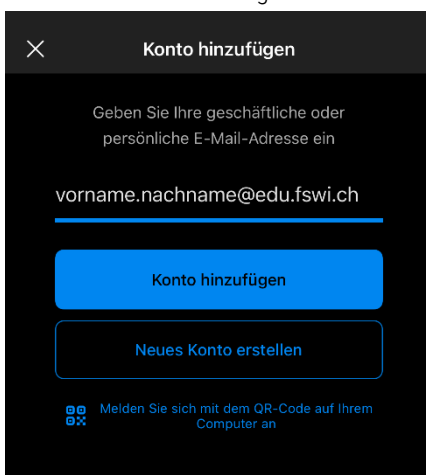 Konto hinzufügen
Geben Sie Ihre geschäftliche oder
persönliche E-Mail-Adresse ein
vorname.nachname@edu.fswi.ch
Konto hinzufügen
Neues Konto erstellen
Melden Sie sich mit dem QR-Code auf Ihrem
Computer an